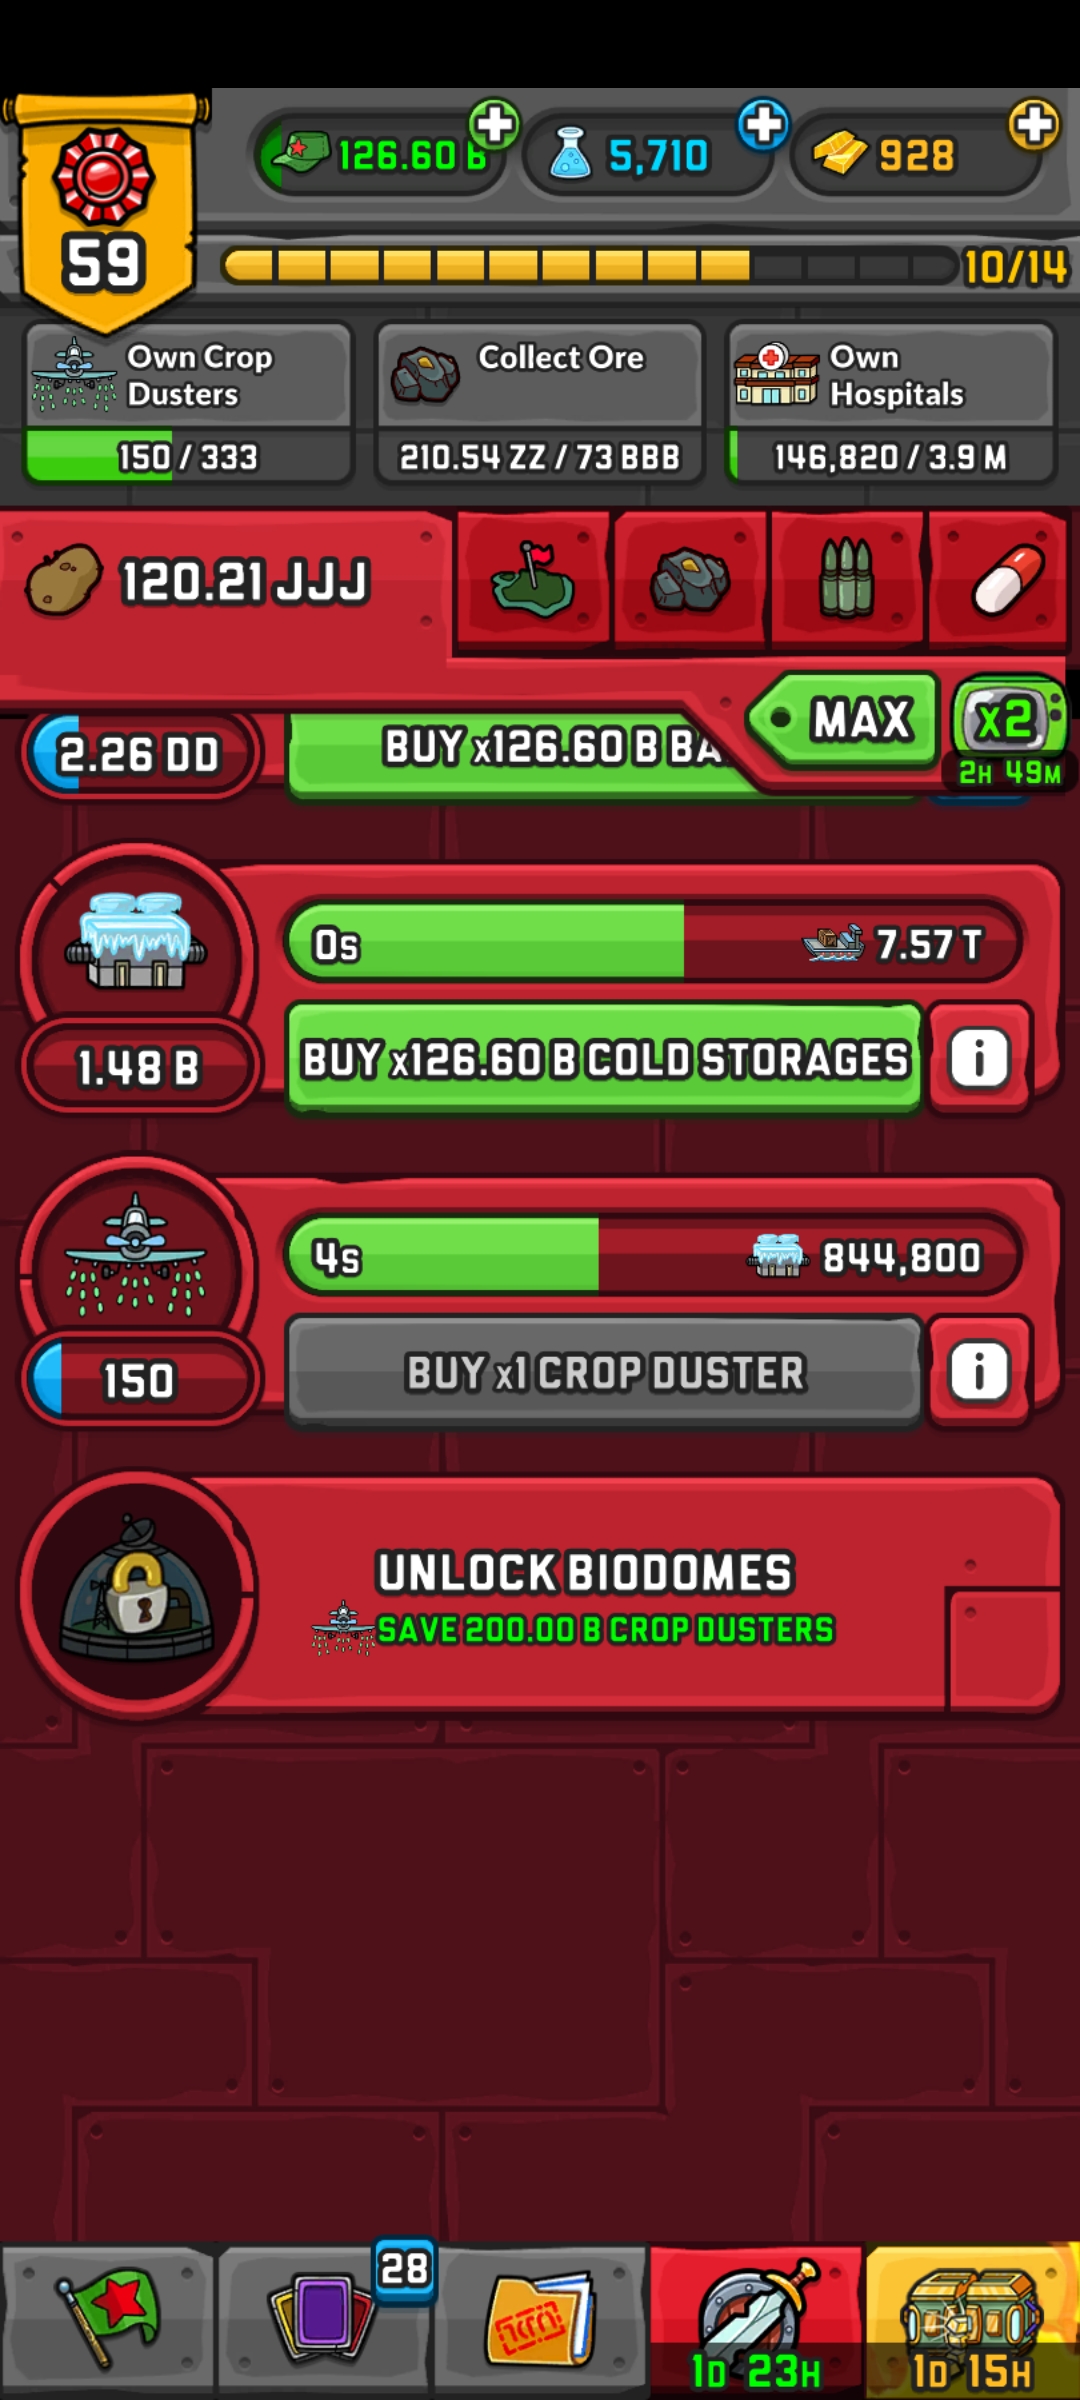 59
126.60 B
5,710
928
10/14
Own Crop
Dusters
150 / 333
Collect Ore
210.54 ZZ / 73 BBB
Own
Hospitals
146,820 / 3.9 M
120.21 JJJ
MAX
x2
2H 49M
2.26 DD
BUY x126.60 B BA
0s
7.57 T
1.48 B
BUY x126.60 B COLD STORAGES
i
4s
844,800
150
BUY x1 CROP DUSTER
i
UNLOCK BIODOMES
SAVE 200.00 B CROP DUSTERS
28
1D 23H
1D 15H